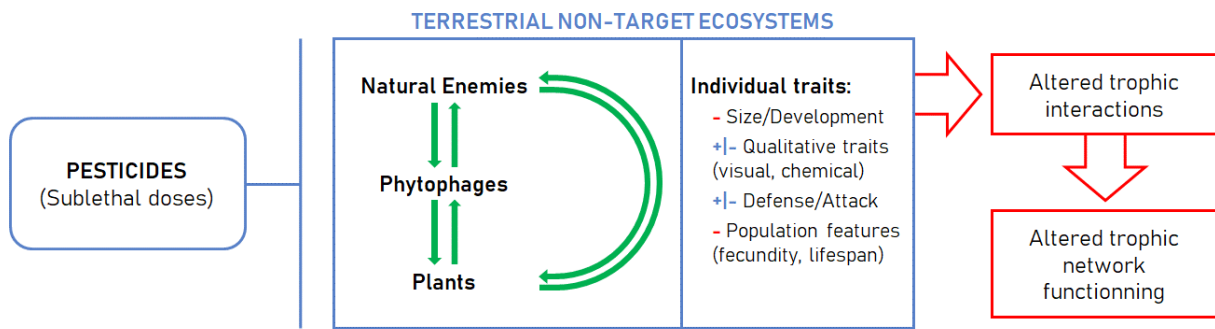 TERRESTRIAL NON-TARGET ECOSYSTEMS
PESTICIDES
(Sublethal doses)
Natural Enemies
Phytophages
Plants
Individual traits:
- Size/Development
+|- Qualitative traits
(visual, chemical)
+|- Defense/Attack
- Population features
(fecundity, lifespan)
Altered trophic
interactions
Altered trophic
network
functionning